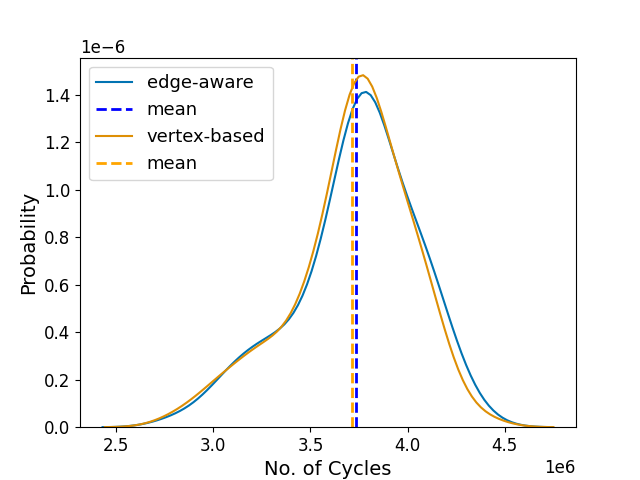 1e−6
edge-aware
mean
vertex-based
mean
1.4
1.2
1.0
0.8
0.6
0.4
0.2
0.0
Probability
2.5 3.0 3.5 4.0 4.5
No. of Cycles
1e6